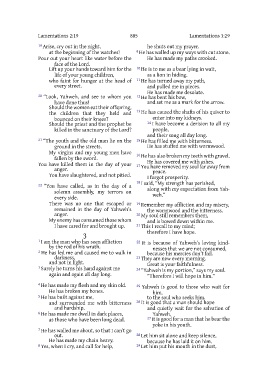 Lamentations 2:19 805 Lamentations 3:29
19 Arise, cry out in the night,
at the beginning of the watches!
Pour out your heart like water before the
face of the Lord.
Lift up your hands toward him for the
life of your young children,
who faint for hunger at the head of
every street.
20 "Look, Yahweh, and see to whom you
have done thus!
Should the women eat their offspring,
the children that they held and
bounced on their knees?
Should the priest and the prophet be
killed in the sanctuary of the Lord?
21 "The youth and the old man lie on the
ground in the streets.
My virgins and my young men have
fallen by the sword.
You have killed them in the day of your
anger.
You have slaughtered, and not pitied.
22 "You have called, as in the day of a
solemn assembly, my terrors on
every side.
There was no one that escaped or
remained in the day of Yahweh's
anger.
My enemy has consumed those whom
I have cared for and brought up.
3
1 I am the man who has seen affliction
by the rod of his wrath.
2 He has led me and caused me to walk in
darkness,
and not in light.
3 Surely he turns his hand against me
again and again all day long.
4 He has made my flesh and my skin old.
He has broken my bones.
5 He has built against me,
and surrounded me with bitterness
and hardship.
6 He has made me dwell in dark places,
as those who have been long dead.
7 He has walled me about, so that I can't go
out.
He has made my chain heavy.
8 Yes, when I cry, and call for help,
he shuts out my prayer.
9 He has walled up my ways with cut stone.
He has made my paths crooked.
10 He is to me as a bear lying in wait,
as a lion in hiding.
11 He has turned away my path,
and pulled me in pieces.
He has made me desolate.
12 He has bent his bow,
and set me as a mark for the arrow.
13 He has caused the shafts of his quiver to
enter into my kidneys.
14 I have become a derision to all my
people,
and their song all day long.
15 He has filled me with bitterness.
He has stuffed me with wormwood.
16 He has also broken my teeth with gravel.
He has covered me with ashes.
17 You have removed my soul far away from
peace.
I forgot prosperity.
18 I said, "My strength has perished,
along with my expectation from Yah-
weh."
19 Remember my affliction and my misery,
the wormwood and the bitterness.
20 My soul still remembers them,
and is bowed down within me.
21 This I recall to my mind;
therefore I have hope.
22 It is because of Yahweh's loving kind-
nesses that we are not consumed,
because his mercies don't fail.
23 They are new every morning.
Great is your faithfulness.
24 "Yahweh is my portion," says my soul.
"Therefore I will hope in him."
25 Yahweh is good to those who wait for
him,
to the soul who seeks him.
26 It is good that a man should hope
and quietly wait for the salvation of
Yahweh.
27 It is good for a man that he bear the
yoke in his youth.
28 Let him sit alone and keep silence,
because he has laid it on him.
29 Let him put his mouth in the dust,